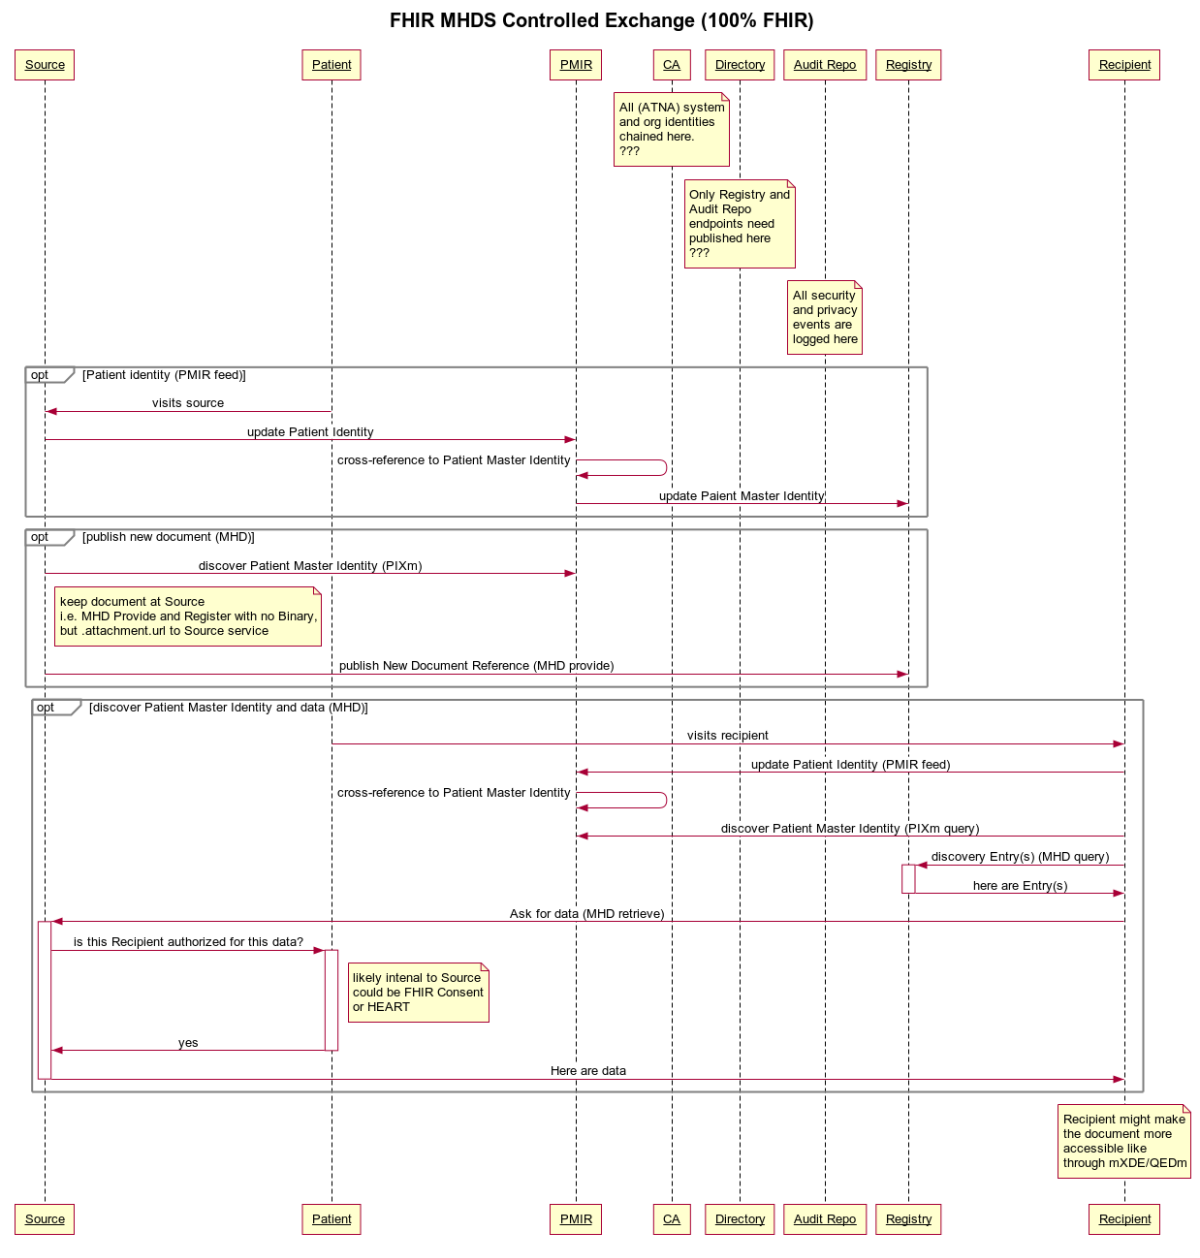 FHIR MHDS Controlled Exchange (100% FHIR)
Source
Patient
PMIR
CA
Directory
Audit Repo
Registry
Recipient
All (ATNA) system
and org identities
chained here.
???
Only Registry and
Audit Repo
endpoints need
published here
???
All security
and privacy
events are
logged here
opt
[Patient identity (PMIR feed)]
visits source
update Patient Identity
cross-reference to Patient Master Identity
update Paient Master Identity
opt
[publish new document (MHD)]
discover Patient Master Identity (PIXm)
keep document at Source
i.e. MHD Provide and Register with no Binary,
but .attachment.url to Source service
publish New Document Reference (MHD provide)
opt
[discover Patient Master Identity and data (MHD)]
visits recipient
update Patient Identity (PMIR feed)
cross-reference to Patient Master Identity
discover Patient Master Identity (PIXm query)
discovery Entry(s) (MHD query)
here are Entry(s)
Ask for data (MHD retrieve)
is this Recipient authorized for this data?
likely intenal to Source
could be FHIR Consent
or HEART
yes
Here are data
Recipient might make
the document more
accessible like
through mXDE/QEDm
Source
Patient
PMIR
CA
Directory
Audit Repo
Registry
Recipient